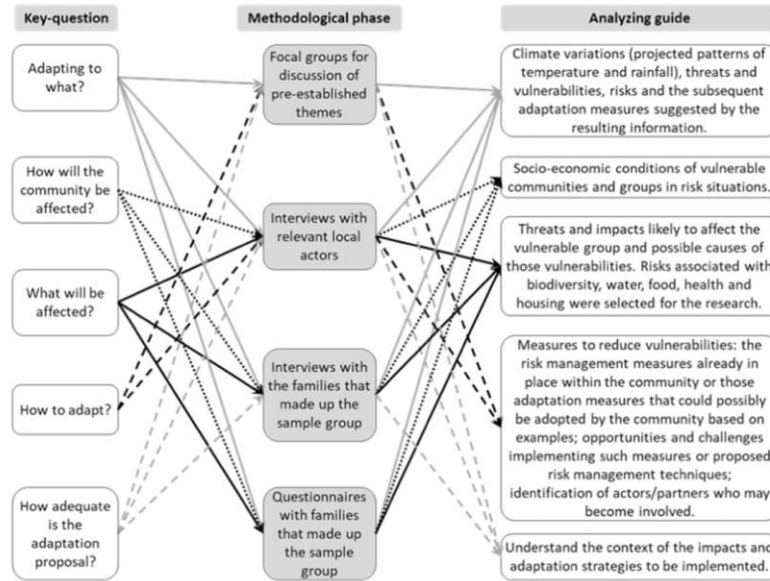 Key-question
Methodological phase
Analyzing guide
Adapting to
what?
How will the
community be
affected?
What will be
affected?
How to adapt?
How adequate
is the
adaptation
proposal?
Focal groups for
discussion of
pre-established
themes
Interviews with
relevant local
actors
Interviews with
the families that
made up the
sample group
Questionnaires
with families
that made up
the sample
group
Climate variations (projected patterns
of temperature and rainfall), threats and
vulnerabilities, risks and the subsequent
adaptation measures suggested by the
resulting information.
Socio-economic conditions of vulnerable
communities and groups in risk situations.
Threats and impacts likely to affect the
vulnerable group and possible causes of
those vulnerabilities. Risks associated with
biodiversity, water, food, health and
housing were selected for the research.
Measures to reduce vulnerabilities: the
risk management measures already in
place within the community or those
adaptation measures that could possibly
be adopted by the community based on
examples; opportunities and challenges
implementing such measures or proposed
risk management techniques;
identification of actors/partners who may
become involved.
Understand the context of the impacts and
adaptation strategies to be implemented.